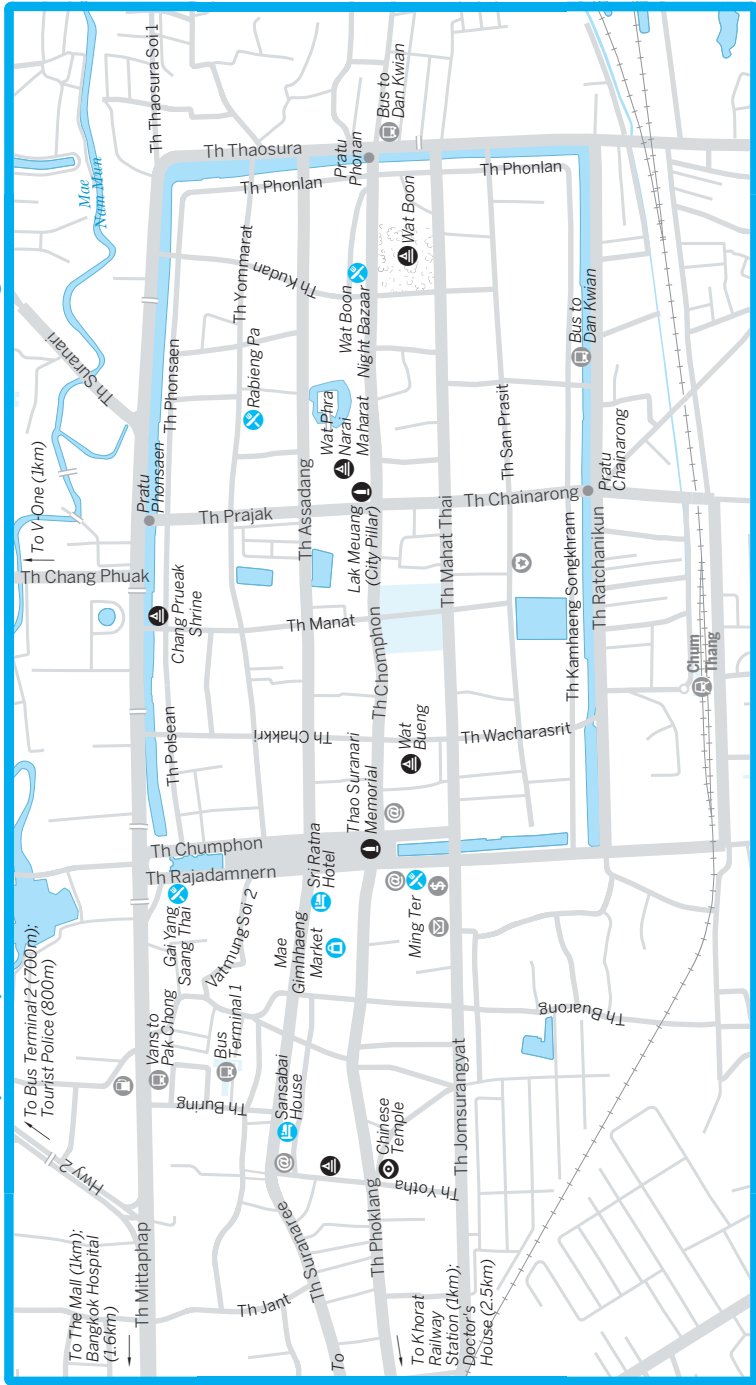 To The Mall (1km);
Bangkok Hospital
(1.6km)
To Bus Terminal 2 (700m);
Tourist Police (800m)
Hwy 2
Th Mittaphap
Vans to
Pak Chong
Gai Yang
Saang Thai
Vatmung Soi 2
Bus
Terminal 1
Th Buring
Th Jant
Th Suranaree
Sansabai
House
@
Mae
Gimhhaeng
Market
Sri Ratna
Hotel
Th Rajadamnern
Th Chumphon
To
Th Phoklang
Chinese
Temple
Th Yotha
Th Jomsurangyat
To Khorat
Railway
Station (1km);
Doctor's
House (2.5km)
Th Buarong
Ming Ter
@
$
Thao Suranari
Memorial
@
Wat
Bueng
Th Polsean
Th Chakkri
Th Wacharasrit
Th Chang Phuak
To V-One (1km)
Chang Prueak
Shrine
Th Manat
Th Chomphon
Pratu
Phonsaen
Th Phonsaen
Th Prajak
Th Assadang
Lak Meuang
(City Pillar)
Wat Phra
Narai
Maharat
Th Mahat Thai
Th Chainarong
Th San Prasit
Th Kamhaeng Songkhram
Th Ratchanikun
Pratu
Chainarong
Chum
Thang
Th Suranari
Rabieng Pa
Th Yommarat
Th Kudan
Wat Boon
Night Bazaar
Wat Boon
Bus to
Dan Kwian
Th Phonlan
Th Phonlan
Th Thaosura
Th Thaosura Soi 1
Mae
Nam Mun
Pratu
Phonan
Bus to
Dan Kwian